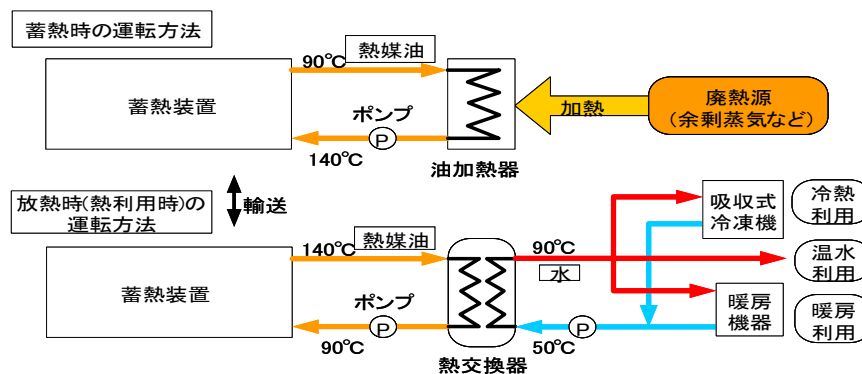 蓄熱時の運転方法
90℃
熱媒油
蓄熱装置
ポンプ
P
140℃
油加熱器
加熱
廃熱源
(余剰蒸気など)
放熱時(熱利用時)の
運転方法
輸送
140℃
熱媒油
蓄熱装置
ポンプ
P
90℃
熱交換器
90℃
水
P
50℃
吸収式
冷凍機
冷熱
利用
温水
利用
暖房
機器
暖房
利用